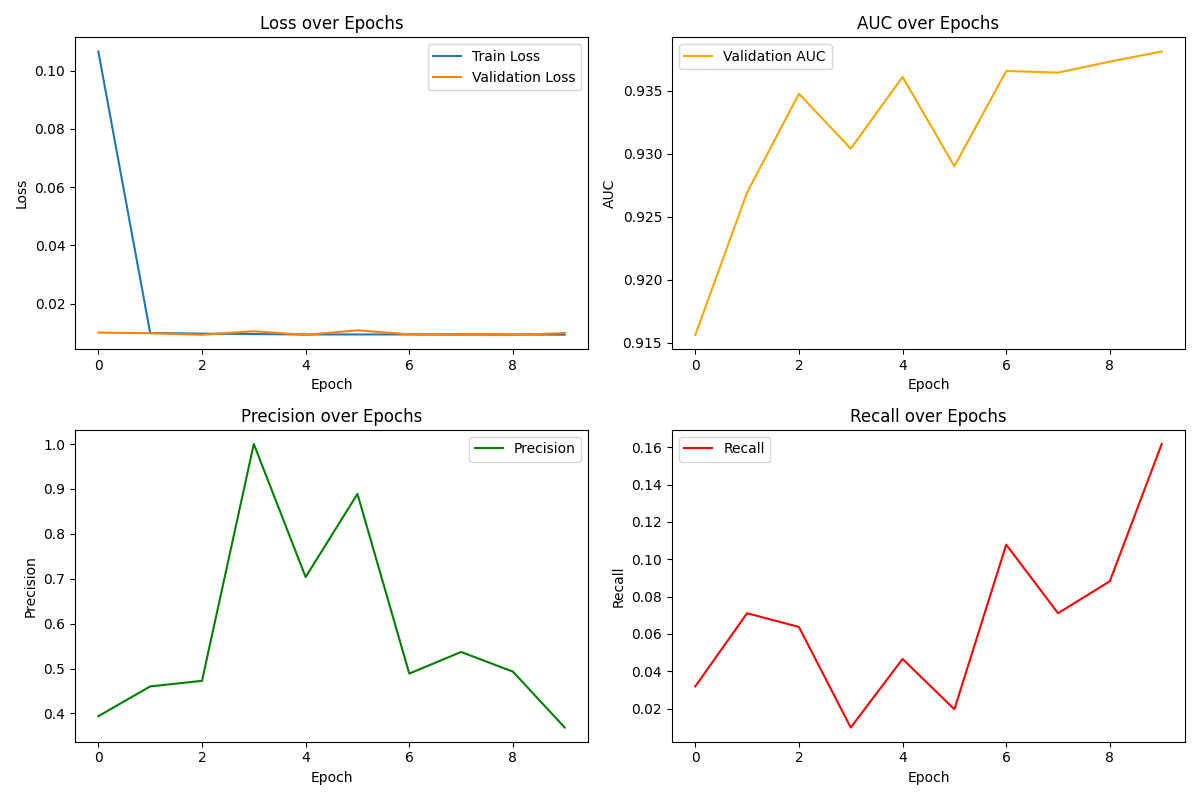 Loss over Epochs
Train Loss
Validation Loss
0.10
0.08
0.06
0.04
0.02
Loss
0 2 4 6 8
Epoch
AUC over Epochs
Validation AUC
0.935
0.930
0.925
0.920
0.915
AUC
0 2 4 6 8
Epoch
Precision over Epochs
Precision
1.0
0.9
0.8
0.7
0.6
0.5
0.4
Precision
0 2 4 6 8
Epoch
Recall over Epochs
Recall
0.16
0.14
0.12
0.10
0.08
0.06
0.04
0.02
Recall
0 2 4 6 8
Epoch